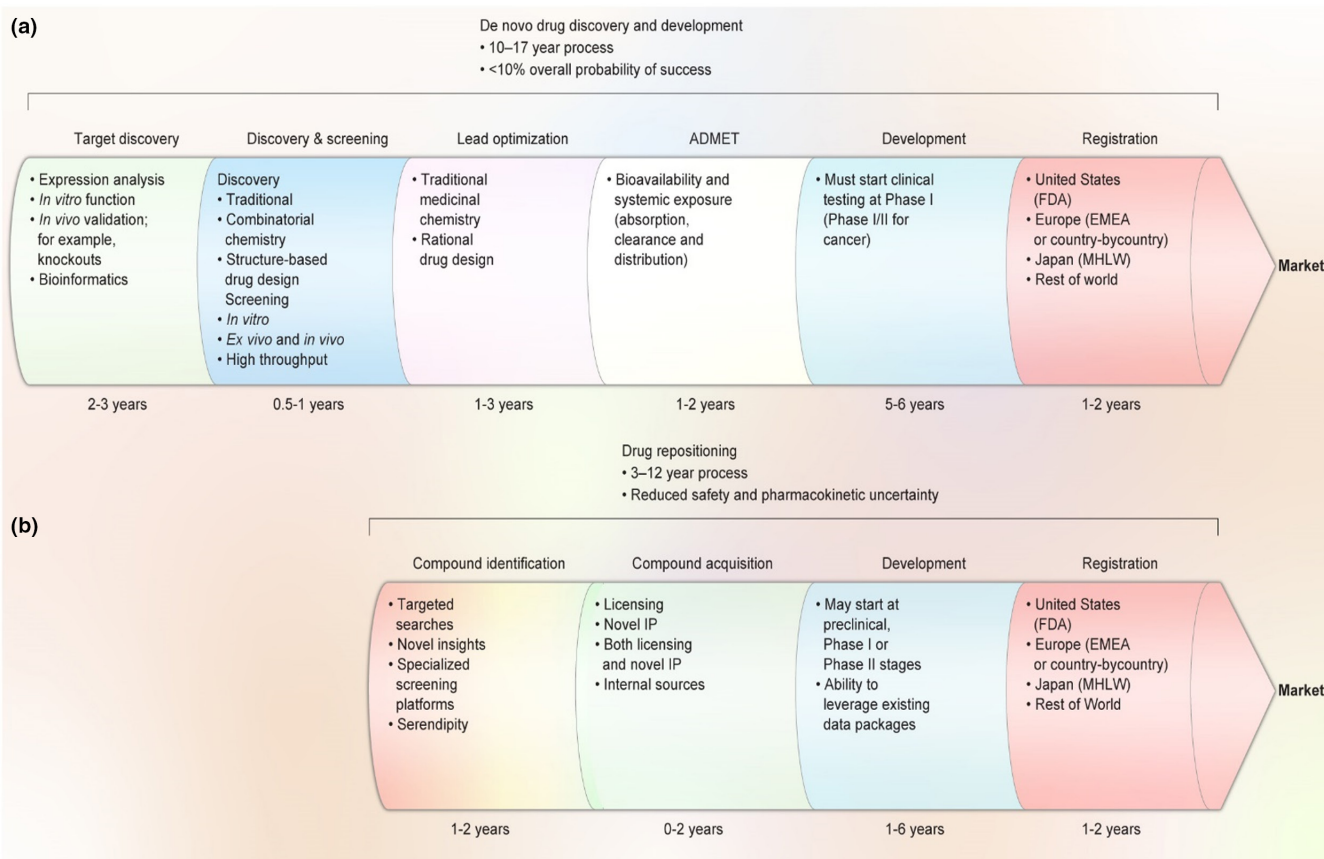 (a)
De novo drug discovery and development
• 10–17 year process
• <10% overall probability of success
Target discovery
Discovery & screening
Lead optimization
ADMET
Development
Registration
• Expression analysis
• In vitro function
• In vivo validation;
for example,
knockouts
• Bioinformatics
Discovery
• Traditional
• Combinatorial
chemistry
• Structure-based
drug design
Screening
• In vitro
• Ex vivo and in vivo
• High throughput
• Traditional
medicinal
chemistry
• Rational
drug design
• Bioavailability and
systemic exposure
(absorption,
clearance and
distribution)
• Must start clinical
testing at Phase I
(Phase I/II for
cancer)
• United States
(FDA)
• Europe (EMEA
or country-bycountry)
• Japan (MHLW)
• Rest of world
Market
2-3 years
0.5-1 years
1-3 years
1-2 years
5-6 years
1-2 years
Drug repositioning
• 3–12 year process
• Reduced safety and pharmacokinetic uncertainty
(b)
Compound identification
Compound acquisition
Development
Registration
• Targeted
searches
• Novel insights
• Specialized
screening
platforms
• Serendipity
• Licensing
• Novel IP
• Both licensing
and novel IP
• Internal sources
• May start at
preclinical,
Phase I or
Phase II stages
• Ability to
leverage existing
data packages
• United States
(FDA)
• Europe (EMEA
or country-bycountry)
• Japan (MHLW)
• Rest of World
Market
1-2 years
0-2 years
1-6 years
1-2 years